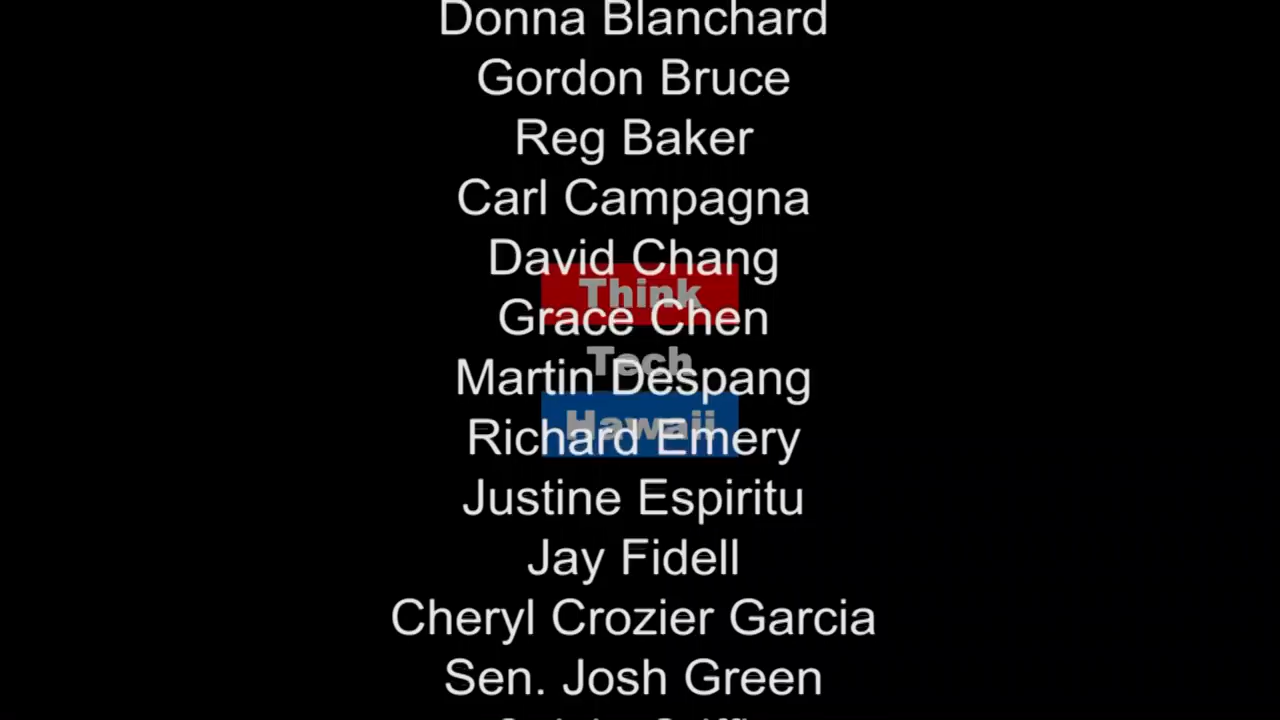 Donna Blanchard
Gordon Bruce
Reg Baker
Carl Campagna
David Chang
Think
Grace Chen
Tech
Martin Despang
Hawaii
Richard Emery
Justine Espiritu
Jay Fidell
Cheryl Crozier Garcia
Sen. Josh Green